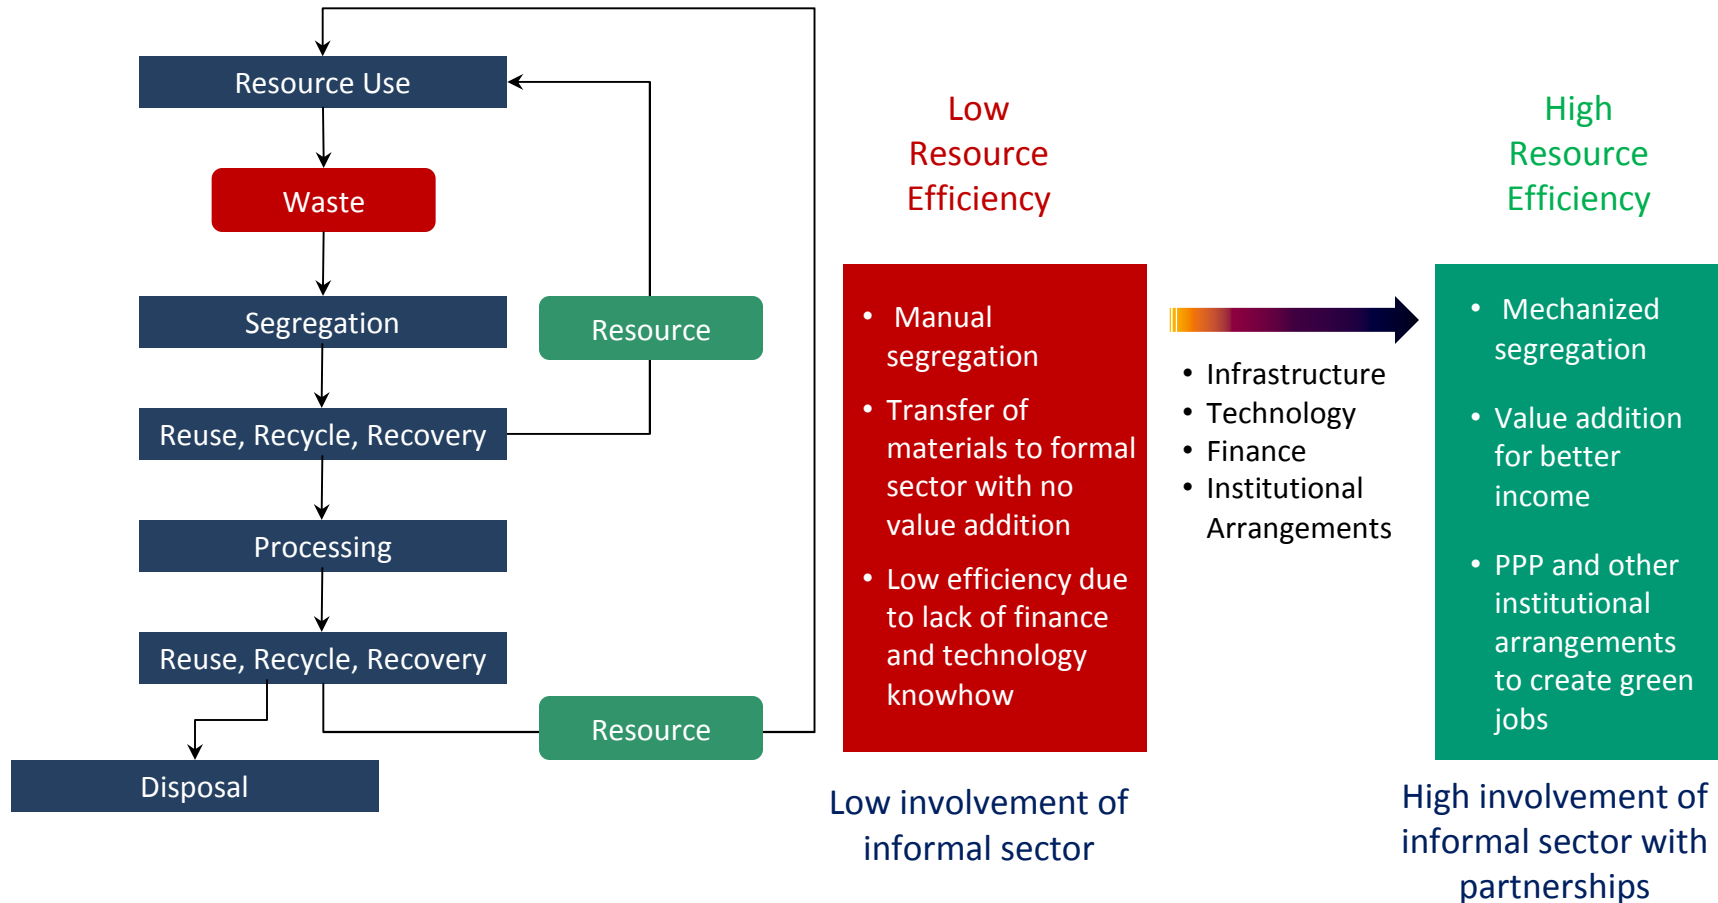 Resource Use
Waste
Segregation
Resource
Reuse, Recycle, Recovery
Processing
Reuse, Recycle, Recovery
Resource
Disposal
Low
Resource
Efficiency
• Manual
segregation
• Transfer of
materials to formal
sector with no
value addition
• Low efficiency due
to lack of finance
and technology
knowhow
Low involvement of
informal sector
• Infrastructure
• Technology
• Finance
• Institutional
Arrangements
High
Resource
Efficiency
• Mechanized
segregation
• Value addition
for better
income
• PPP and other
institutional
arrangements
to create green
jobs
High involvement of
informal sector with
partnerships